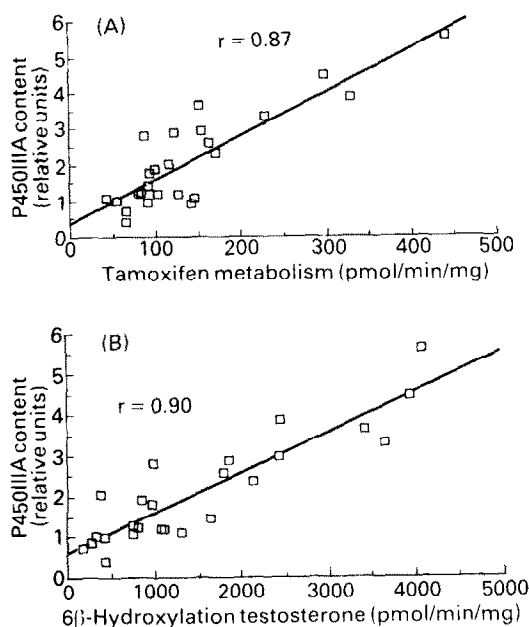 (A)
r = 0.87
P450IIIA content
(relative units)
6
5
4
3
2
1
0
0 100 200 300 400 500
Tamoxifen metabolism (pmol/min/mg)
(B)
r = 0.90
P450IIIA content
(relative units)
6
5
4
3
2
1
0
0 1000 2000 3000 4000 5000
6β-Hydroxylation testosterone (pmol/min/mg)